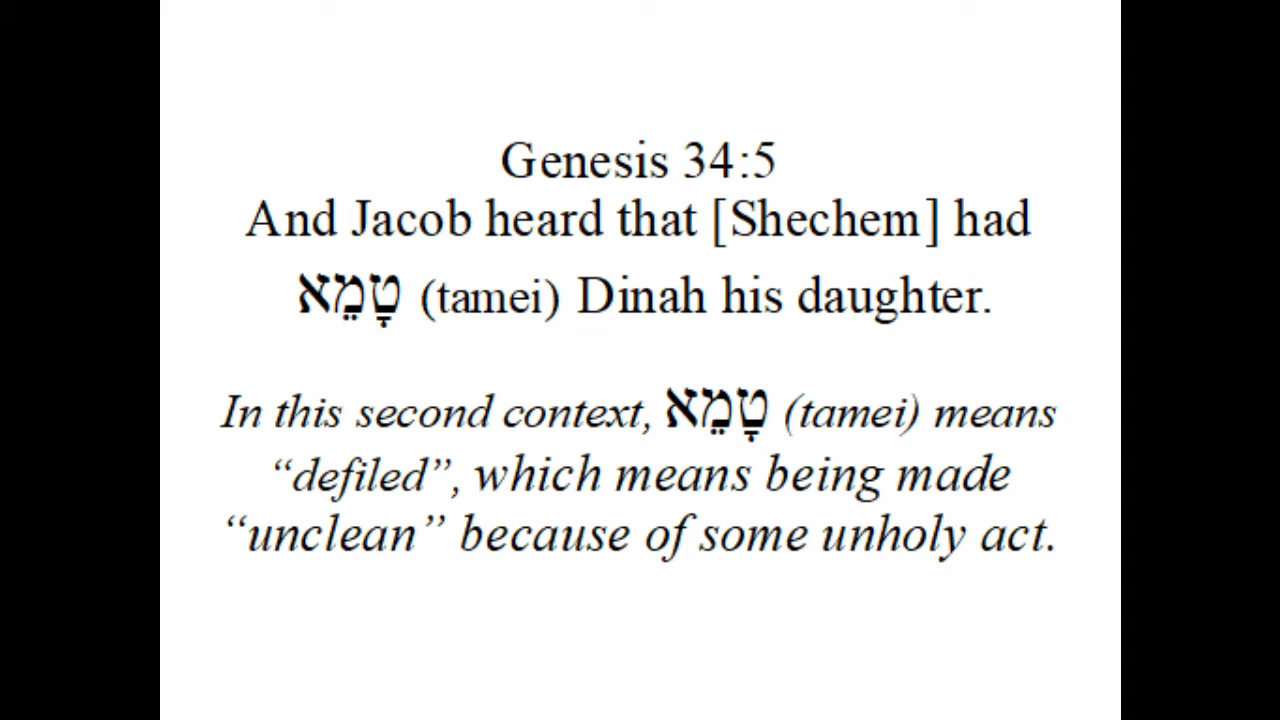 Genesis 34:5
And Jacob heard that [Shechem] had
טָמֵא (tamei) Dinah his daughter.
In this second context, טָמֵא (tamei) means
“defiled”, which means being made
“unclean” because of some unholy act.